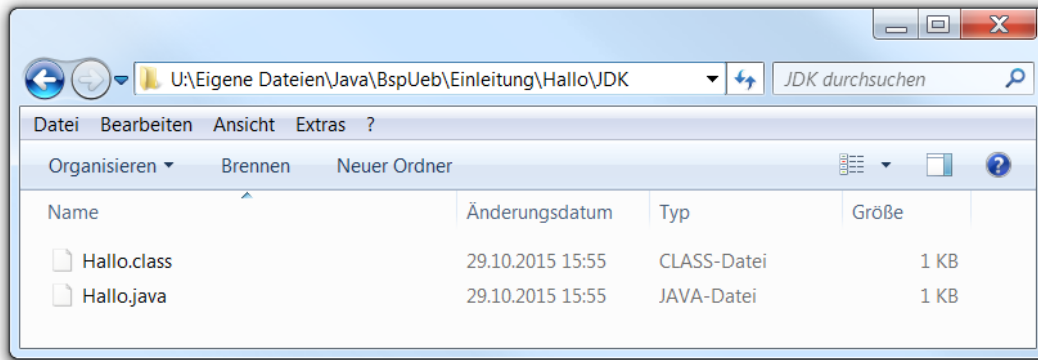 U:\Eigene Dateien\Java\BspUeb\Einleitung\Hallo\JDK JDK durchsuchen
Datei Bearbeiten Ansicht Extras ?
Organisieren Brennen Neuer Ordner
Name Änderungsdatum Typ Größe
Hallo.class 29.10.2015 15:55 CLASS-Datei 1 KB
Hallo.java 29.10.2015 15:55 JAVA-Datei 1 KB